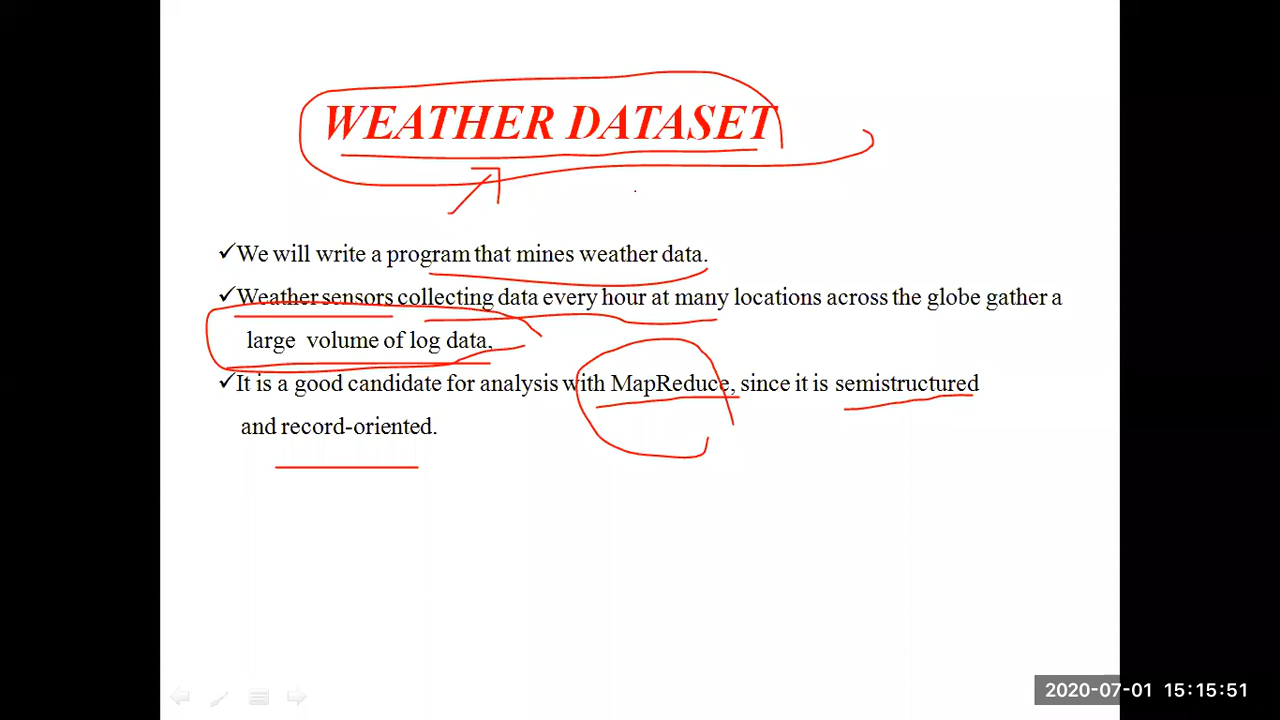 WEATHER DATASET
✓We will write a program that mines weather data.
✓Weather sensors collecting data every hour at many locations across the globe gather a
large volume of log data,
✓It is a good candidate for analysis with MapReduce, since it is semistructured
and record-oriented.
2020-07-01 15:15:51